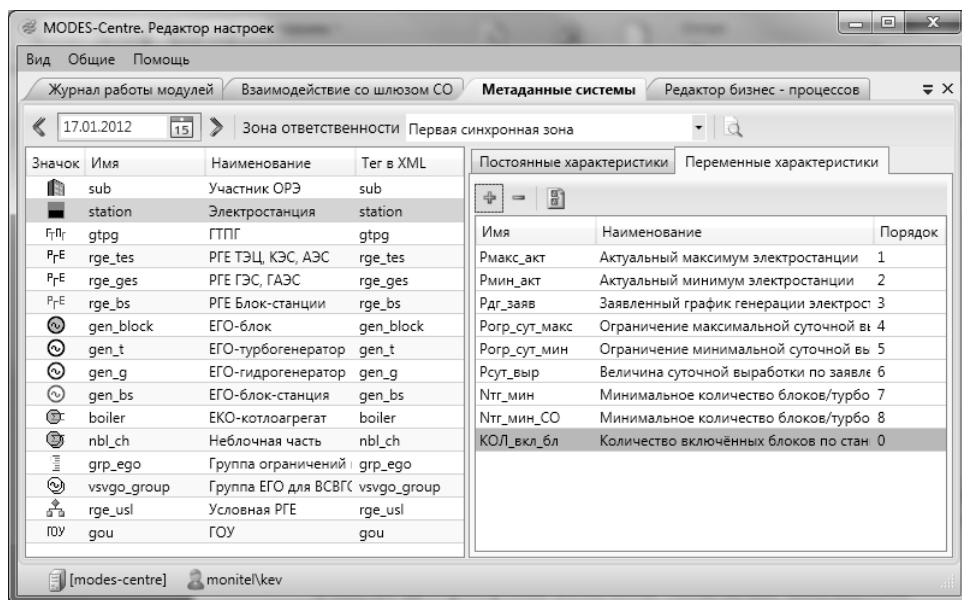 MODES-Centre. Редактор настроек
Вид Общие Помощь
Журнал работы модулей Взаимодействие со шлюзом СО Метаданные системы Редактор бизнес - процессов
17.01.2012 15 Зона ответственности Первая синхронная зона
Постоянные характеристики Переменные характеристики
Значок Имя Наименование Тег в XML
sub Участник ОРЭ sub
station Электростанция station
gtpg ГТПГ gtpg
rge_tes РГЕ ТЭЦ, КЭС, АЭС rge_tes
rge_ges РГЕ ГЭС, ГАЭС rge_ges
rge_bs РГЕ Блок-станции rge_bs
gen_block ЕГО-блок gen_block
gen_t ЕГО-турбогенератор gen_t
gen_g ЕГО-гидрогенератор gen_g
gen_bs ЕГО-блок-станция gen_bs
boiler ЕКО-котлоагрегат boiler
nbl_ch Неблочная часть nbl_ch
grp_ego Группа ограничений grp_ego
vsvgo_group Группа ЕГО для ВСВГО vsvgo_group
rge_usl Условная РГЕ rge_usl
ГОУ gou ГОУ gou
Имя Наименование Порядок
Рмакс_акт Актуальный максимум электростанции 1
Рмин_акт Актуальный минимум электростанции 2
Рдг_заяв Заявленный график генерации электрост 3
Рогр_сут_макс Ограничение максимальной суточной вы 4
Рогр_сут_мин Ограничение минимальной суточной вы 5
Рсут_выр Величина суточной выработки по заявле 6
Nтг_мин Минимальное количество блоков/турбо 7
Nтг_мин_СО Минимальное количество блоков/турбо 8
КОЛ_вкл_бл Количество включённых блоков по стан 0
[modes-centre] monitel\kev